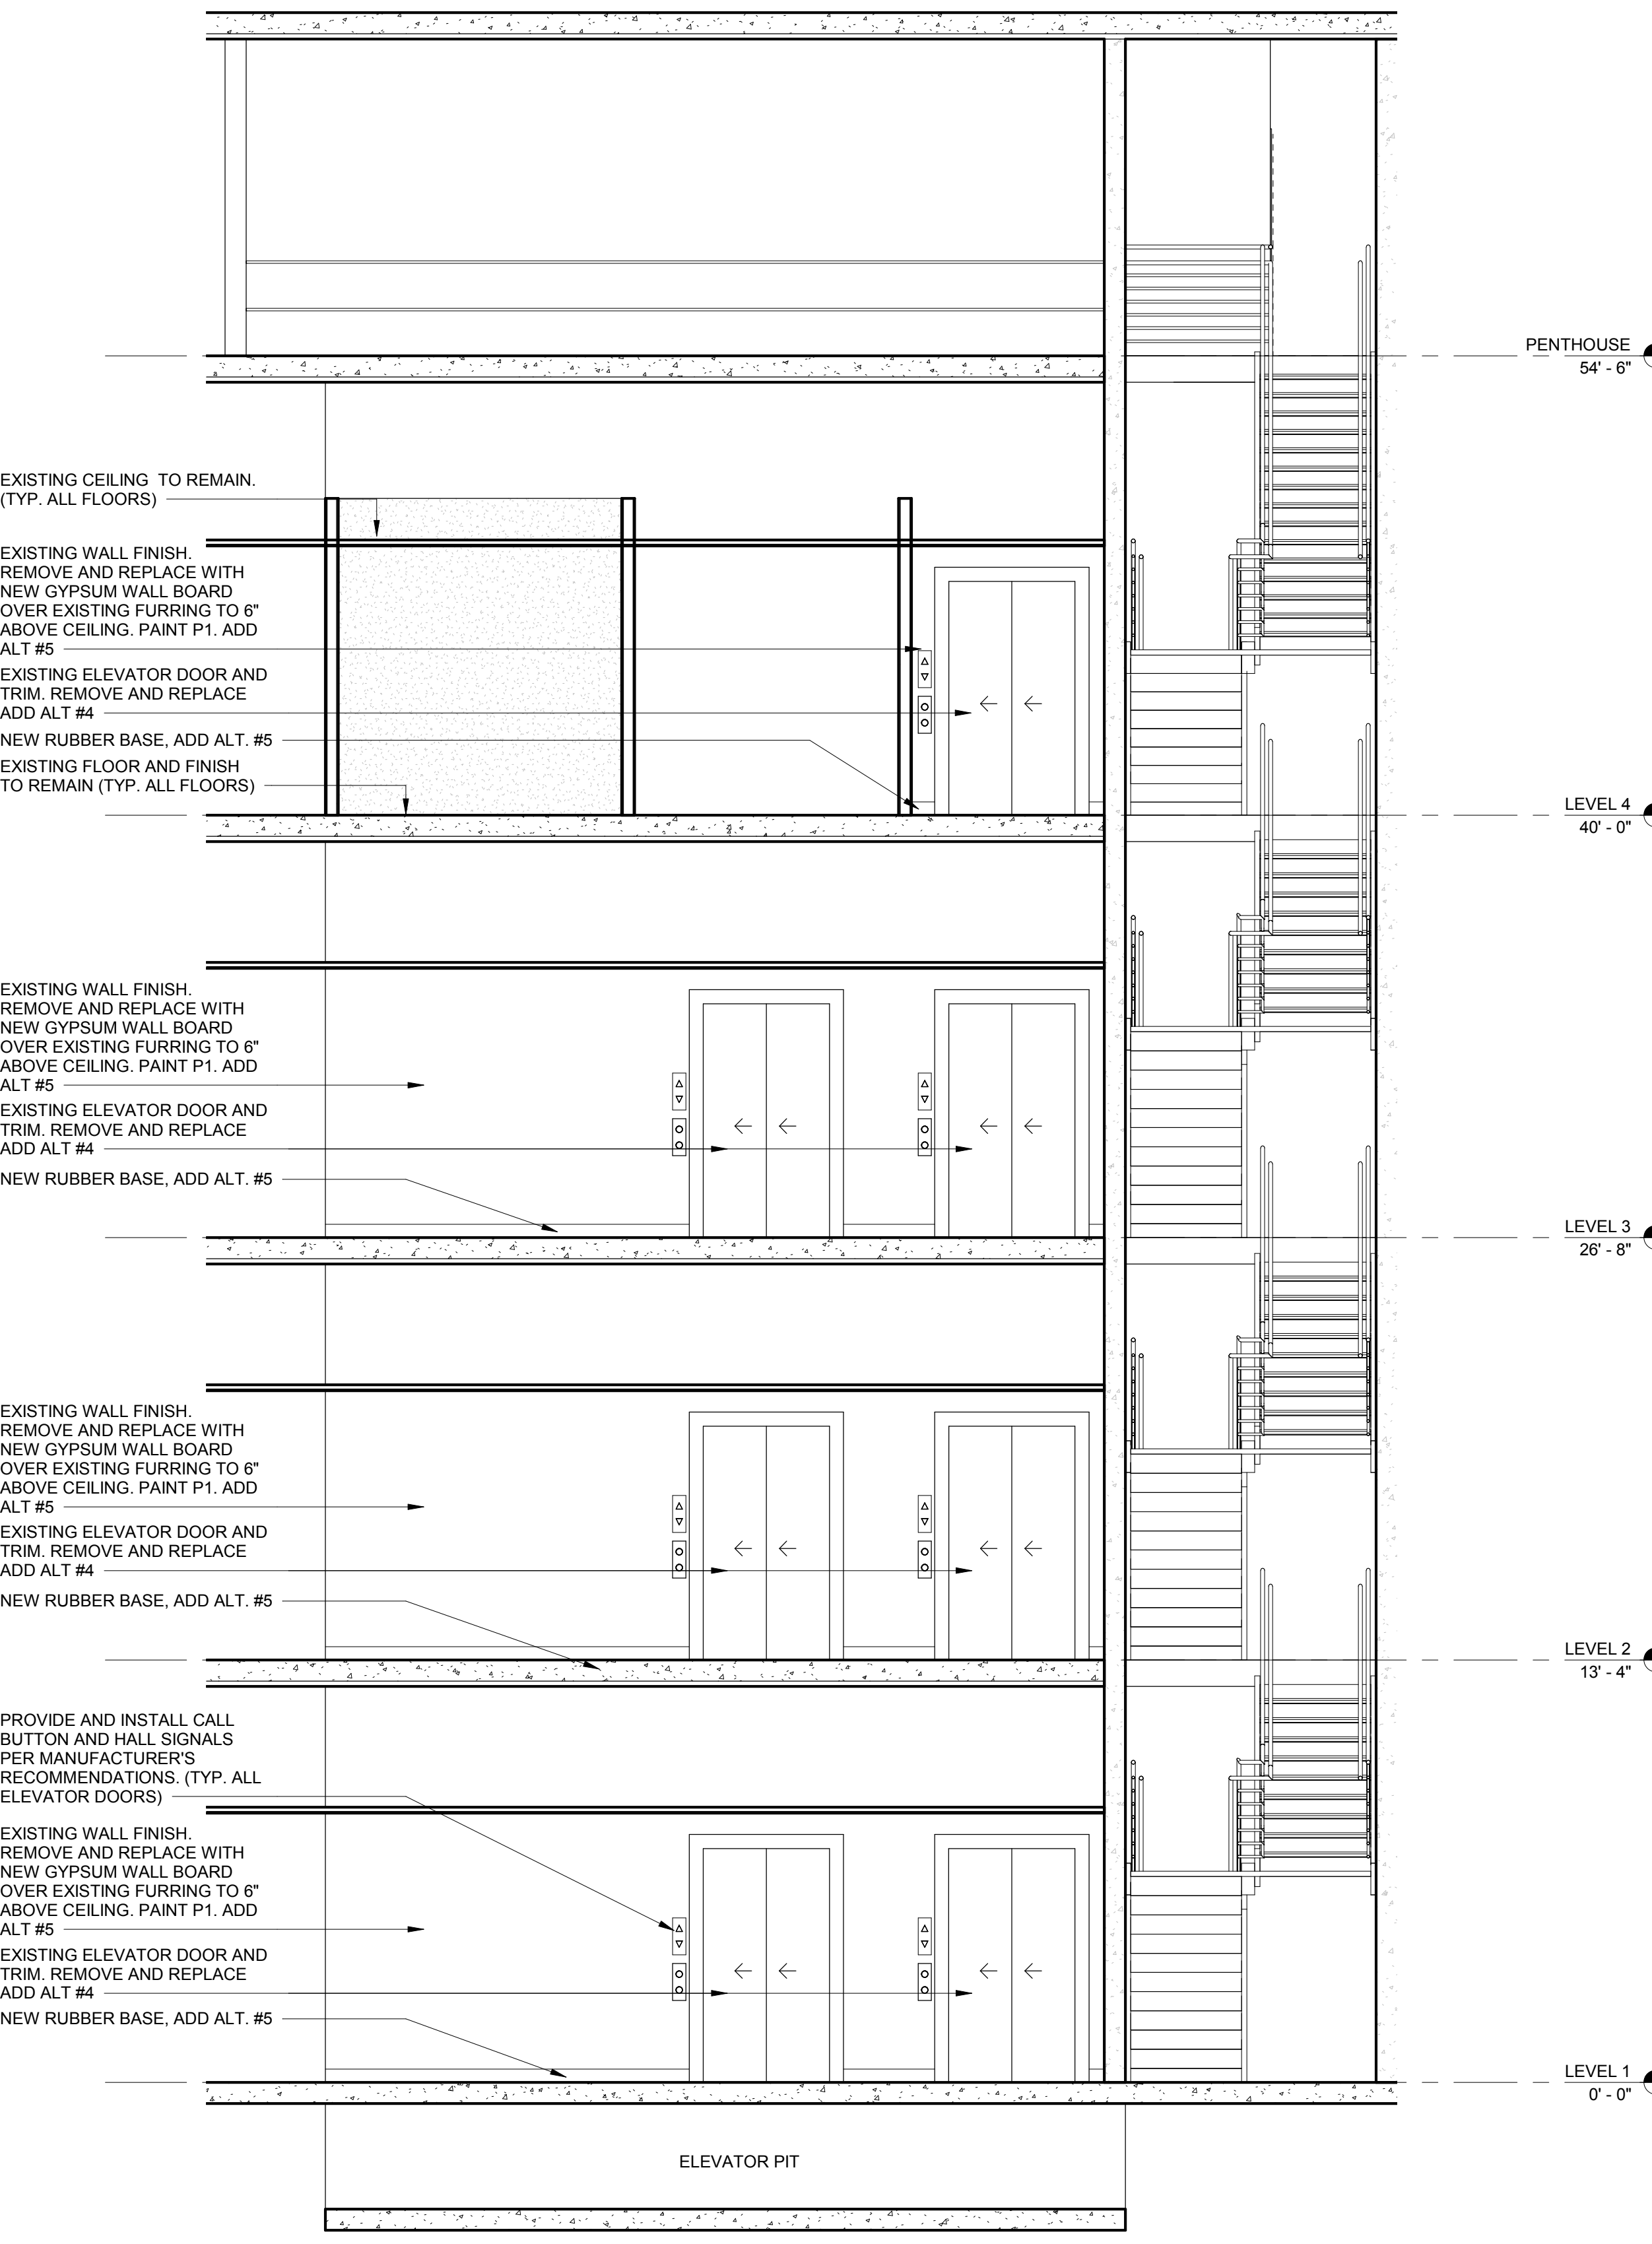 PENTHOUSE
54' - 6"
EXISTING CEILING  TO REMAIN.
(TYP. ALL FLOORS)
EXISTING WALL FINISH.
REMOVE AND REPLACE WITH
NEW GYPSUM WALL BOARD
OVER EXISTING FURRING TO 6"
ABOVE CEILING. PAINT P1. ADD
ALT #5
EXISTING ELEVATOR DOOR AND
TRIM. REMOVE AND REPLACE
ADD ALT #4
NEW RUBBER BASE, ADD ALT. #5
EXISTING FLOOR AND FINISH
TO REMAIN (TYP. ALL FLOORS)
LEVEL 4
40' - 0"
EXISTING WALL FINISH.
REMOVE AND REPLACE WITH
NEW GYPSUM WALL BOARD
OVER EXISTING FURRING TO 6"
ABOVE CEILING. PAINT P1. ADD
ALT #5
EXISTING ELEVATOR DOOR AND
TRIM. REMOVE AND REPLACE
ADD ALT #4
NEW RUBBER BASE, ADD ALT. #5
LEVEL 3
26' - 8"
EXISTING WALL FINISH.
REMOVE AND REPLACE WITH
NEW GYPSUM WALL BOARD
OVER EXISTING FURRING TO 6"
ABOVE CEILING. PAINT P1. ADD
ALT #5
EXISTING ELEVATOR DOOR AND
TRIM. REMOVE AND REPLACE
ADD ALT #4
NEW RUBBER BASE, ADD ALT. #5
LEVEL 2
13' - 4"
PROVIDE AND INSTALL CALL
BUTTON AND HALL SIGNALS
PER MANUFACTURER'S
RECOMMENDATIONS. (TYP. ALL
ELEVATOR DOORS)
EXISTING WALL FINISH.
REMOVE AND REPLACE WITH
NEW GYPSUM WALL BOARD
OVER EXISTING FURRING TO 6"
ABOVE CEILING. PAINT P1. ADD
ALT #5
EXISTING ELEVATOR DOOR AND
TRIM. REMOVE AND REPLACE
ADD ALT #4
NEW RUBBER BASE, ADD ALT. #5
LEVEL 1
0' - 0"
ELEVATOR PIT